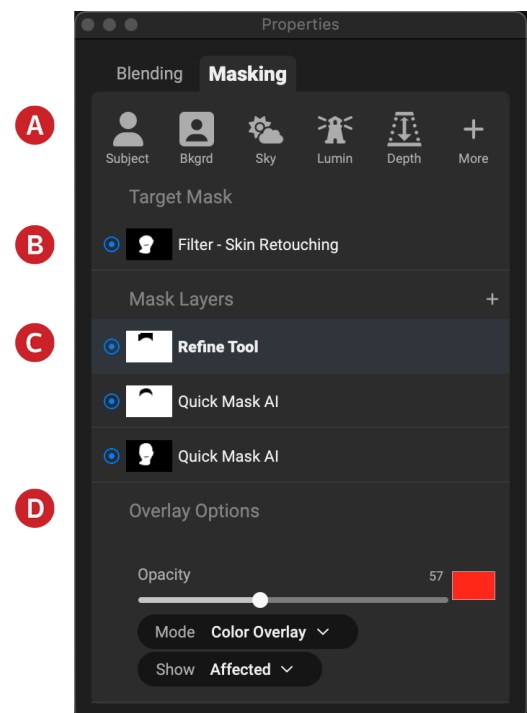 Properties
Blending Masking
A
Subject Bkgrd Sky Lumin Depth More
Target Mask
B
Filter - Skin Retouching
Mask Layers
C
Refine Tool
Quick Mask AI
Quick Mask AI
D
Overlay Options
Opacity 57
Mode Color Overlay
Show Affected